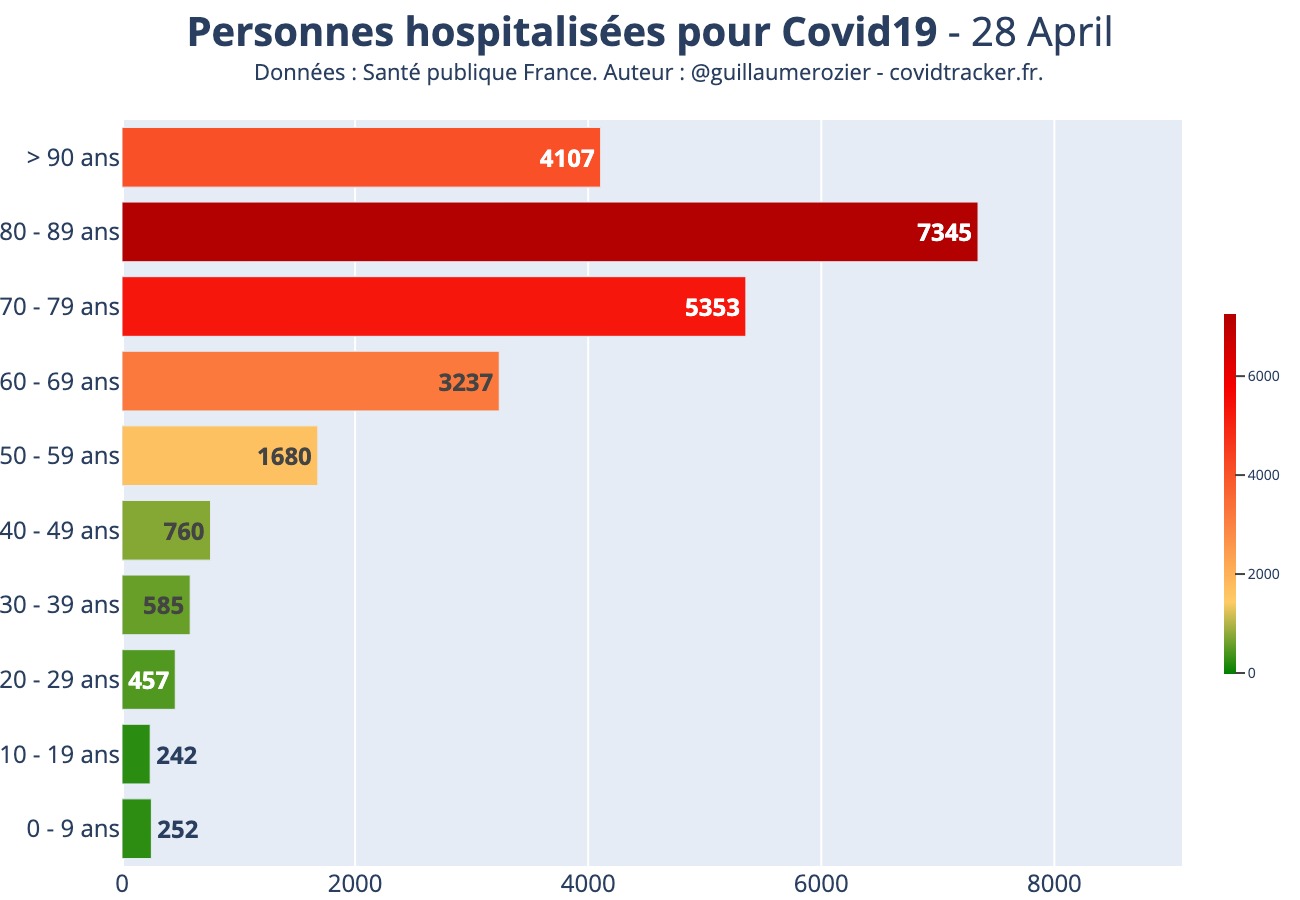 Personnes hospitalisées pour Covid19 - 28 April
Données : Santé publique France. Auteur : @guillaumerozier - covidtracker.fr.
> 90 ans 4107
80 - 89 ans 7345
70 - 79 ans 5353
60 - 69 ans 3237
50 - 59 ans 1680
40 - 49 ans 760
30 - 39 ans 585
20 - 29 ans 457
10 - 19 ans 242
0 - 9 ans 252
0 2000 4000 6000 8000
6000
4000
2000
0